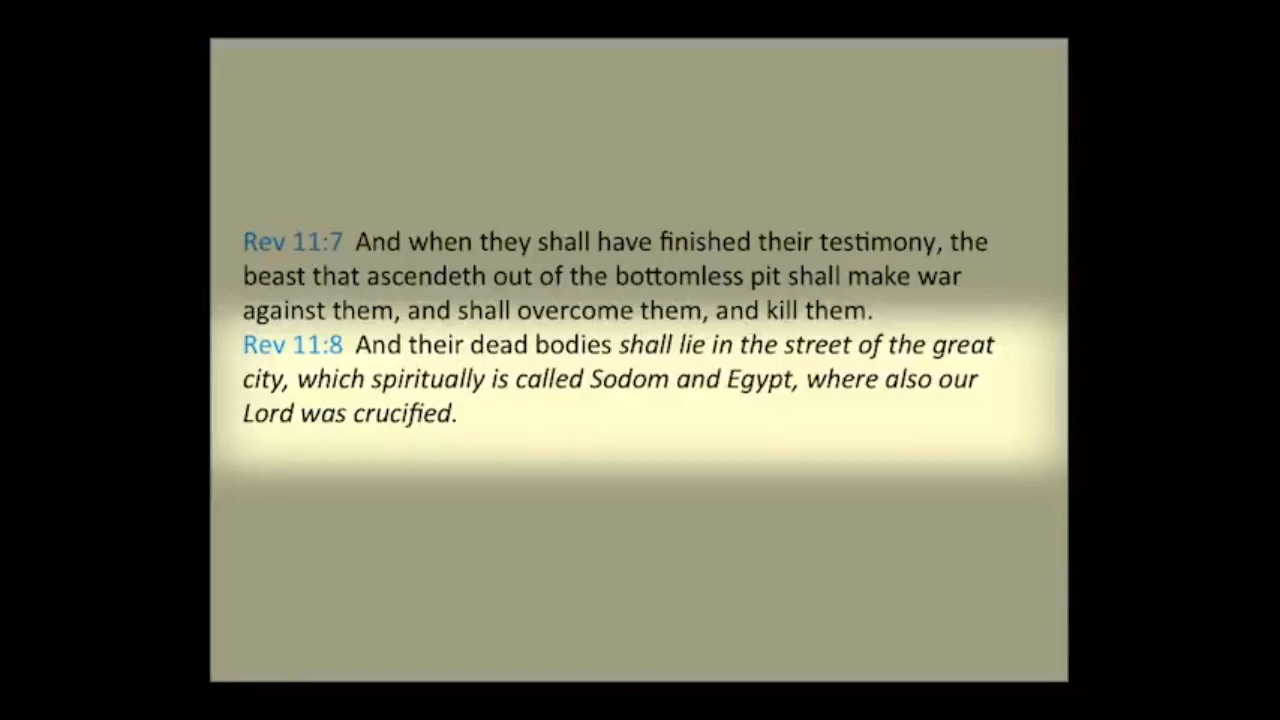 Rev 11:7 And when they shall have finished their testimony, the
beast that ascendeth out of the bottomless pit shall make war
against them, and shall overcome them, and kill them.
Rev 11:8 And their dead bodies shall lie in the street of the great
city, which spiritually is called Sodom and Egypt, where also our
Lord was crucified.